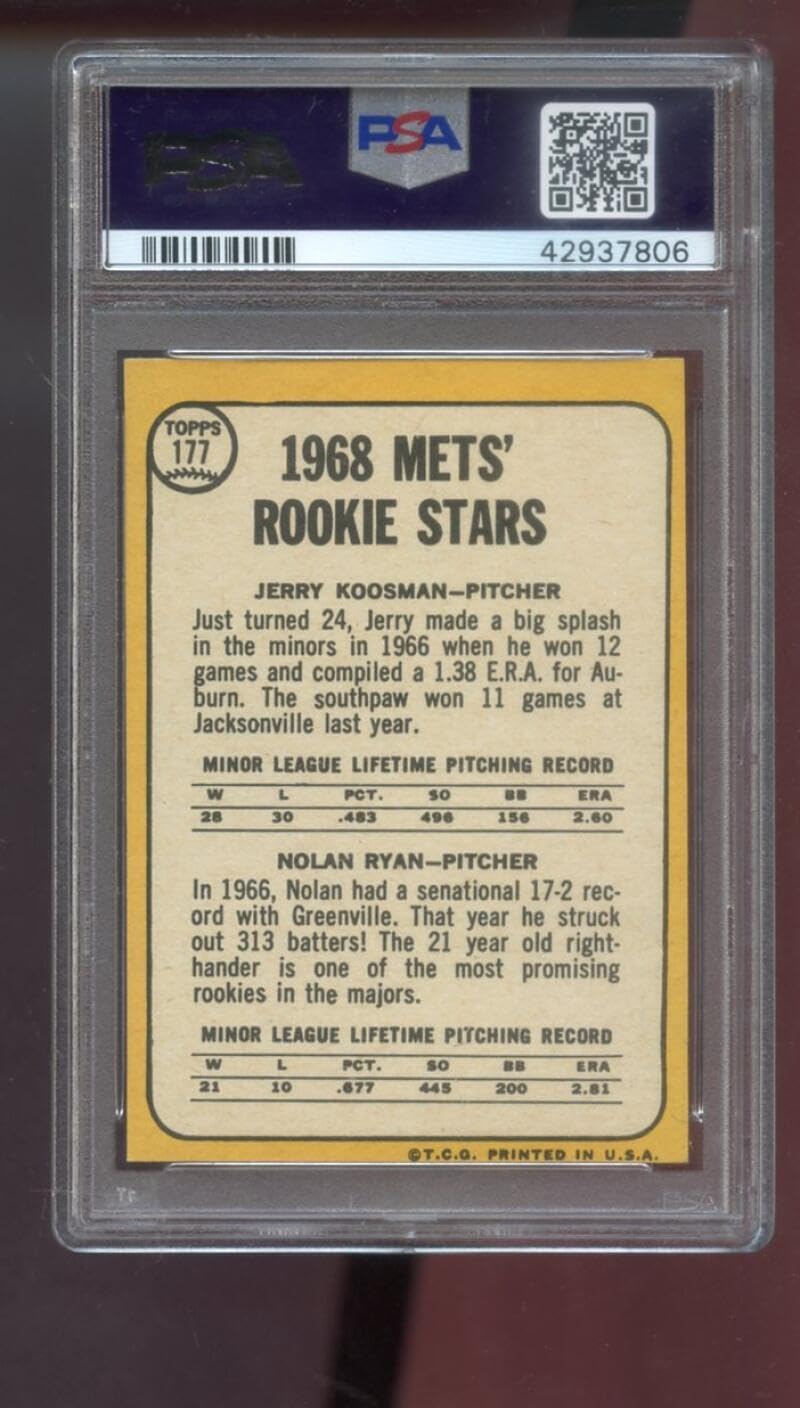 PSA
PSA
42937806
TOPPS
177
1968 METS'
ROOKIE STARS
JERRY KOOSMAN—PITCHER
Just turned 24, Jerry made a big splash
in the minors in 1966 when he won 12
games and compiled a 1.38 E.R.A. for Au-
burn. The southpaw won 11 games at
Jacksonville last year.
MINOR LEAGUE LIFETIME PITCHING RECORD
W L PCT. SO BB ERA
28 30 .483 498 156 2.60
NOLAN RYAN—PITCHER
In 1966, Nolan had a senational 17-2 rec-
ord with Greenville. That year he struck
out 313 batters! The 21 year old right-
hander is one of the most promising
rookies in the majors.
MINOR LEAGUE LIFETIME PITCHING RECORD
W L PCT. SO BB ERA
21 10 .677 445 200 2.81
©T.C.G. PRINTED IN U.S.A.
PSA